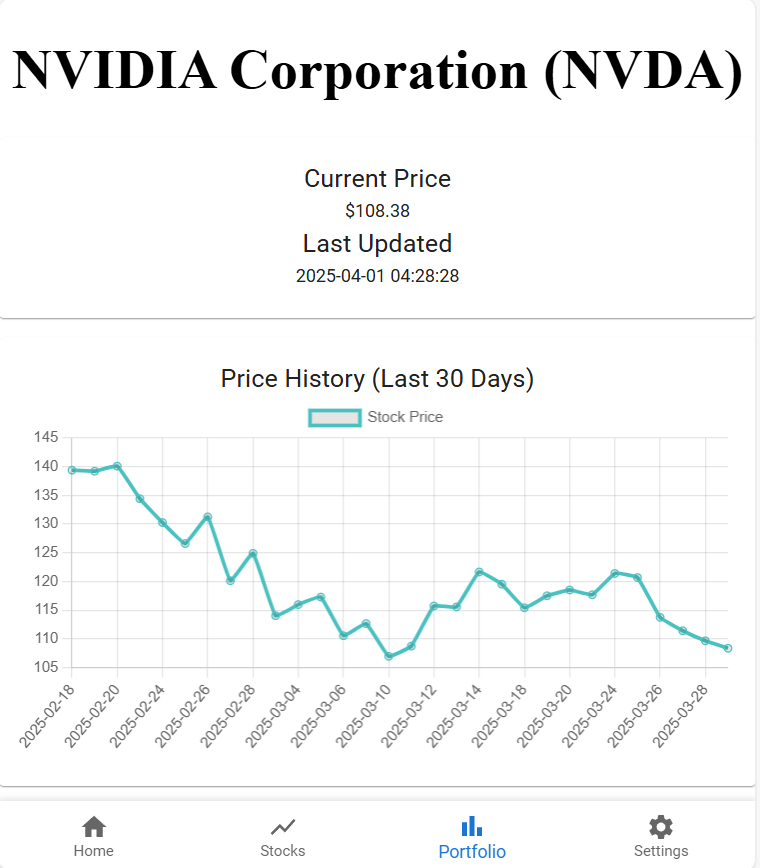 NVIDIA Corporation (NVDA)
Current Price
$108.38
Last Updated
2025-04-01 04:28:28
Price History (Last 30 Days)
Stock Price
145
140
135
130
125
120
115
110
105
2025-02-18
2025-02-20
2025-02-24
2025-02-26
2025-02-28
2025-03-04
2025-03-06
2025-03-10
2025-03-12
2025-03-14
2025-03-18
2025-03-20
2025-03-24
2025-03-26
2025-03-28
Home
Stocks
Portfolio
Settings